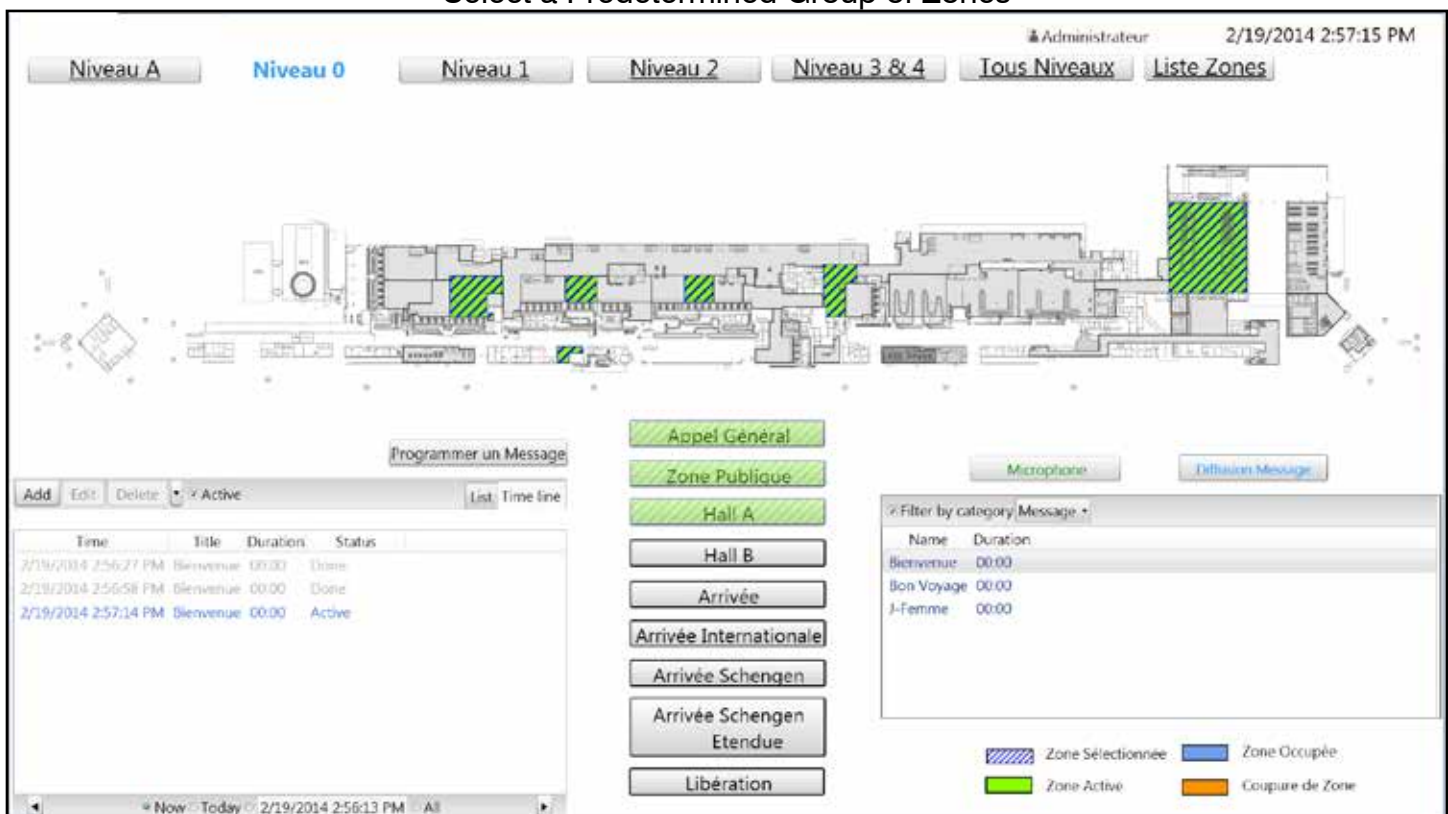 Select a Predetermined Group of Zones
Administrateur 2/19/2014 2:57:15 PM
Niveau A Niveau 0 Niveau 1 Niveau 2 Niveau 3 & 4 Tous Niveaux Liste Zones
Programmer un Message
Add Edit Delete Active List Time line
Time Title Duration Status
2/19/2014 2:56:27 PM Bienvenue 00:00 Done
2/19/2014 2:56:58 PM Bienvenue 00:00 Done
2/19/2014 2:57:14 PM Bienvenue 00:00 Active
Now Today 2/19/2014 2:56:13 PM All
Appel Général
Zone Publique
Hall A
Hall B
Arrivée
Arrivée Internationale
Arrivée Schengen
Arrivée Schengen
Etendue
Libération
Microphone Diffusion Message
Filter by category Message
Name Duration
Bienvenue 00:00
Bon Voyage 00:00
J-Femme 00:00
Zone Sélectionnée Zone Occupée
Zone Active Coupure de Zone